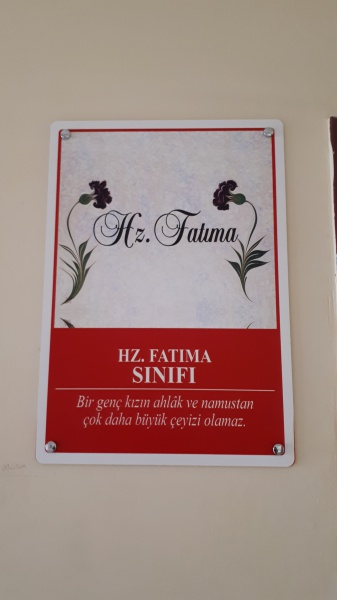 Hz. Fatıma
HZ. FATIMA
SINIFI
Bir genç kızın ahlâk ve namustan
çok daha büyük çeyizi olamaz.